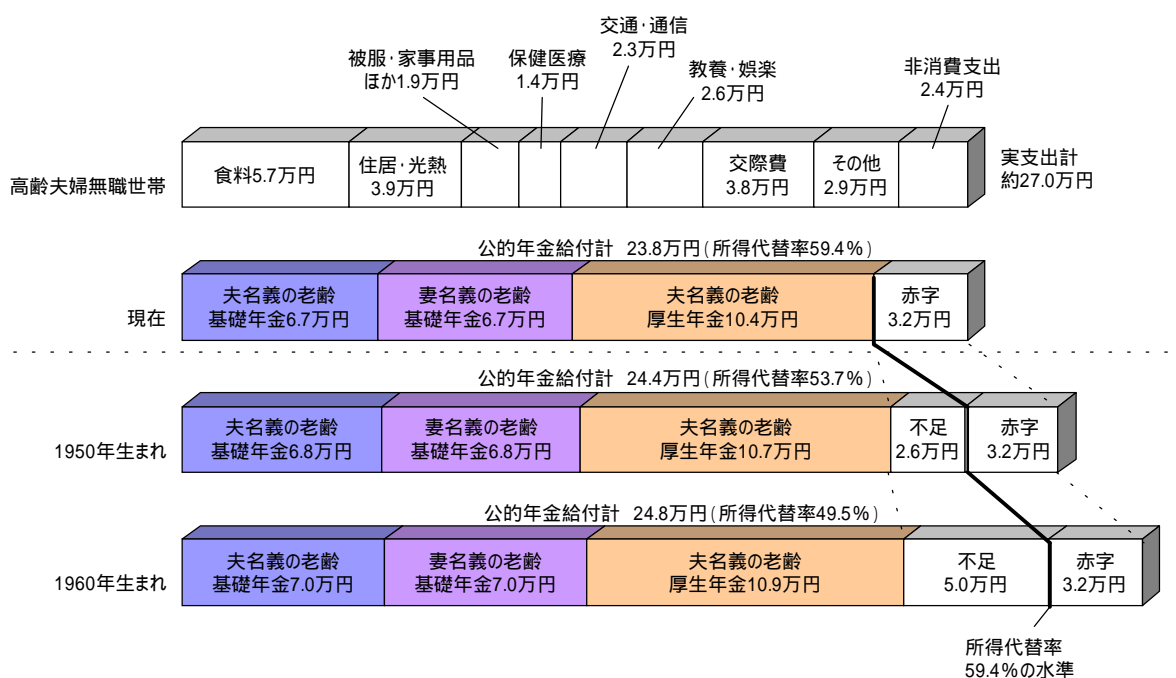 交通・通信
2.3万円
被服・家事用品
ほか1.9万円
保健医療
1.4万円
教養・娯楽
2.6万円
非消費支出
2.4万円
高齢夫婦無職世帯
食料5.7万円
住居・光熱
3.9万円
交際費
3.8万円
その他
2.9万円
実支出計
約27.0万円
公的年金給付計 23.8万円(所得代替率59.4%)
現在
夫名義の老齢
基礎年金6.7万円
妻名義の老齢
基礎年金6.7万円
夫名義の老齢
厚生年金10.4万円
赤字
3.2万円
公的年金給付計 24.4万円(所得代替率53.7%)
1950年生まれ
夫名義の老齢
基礎年金6.8万円
妻名義の老齢
基礎年金6.8万円
夫名義の老齢
厚生年金10.7万円
不足
2.6万円
赤字
3.2万円
公的年金給付計 24.8万円(所得代替率49.5%)
1960年生まれ
夫名義の老齢
基礎年金7.0万円
妻名義の老齢
基礎年金7.0万円
夫名義の老齢
厚生年金10.9万円
不足
5.0万円
赤字
3.2万円
所得代替率
59.4%の水準